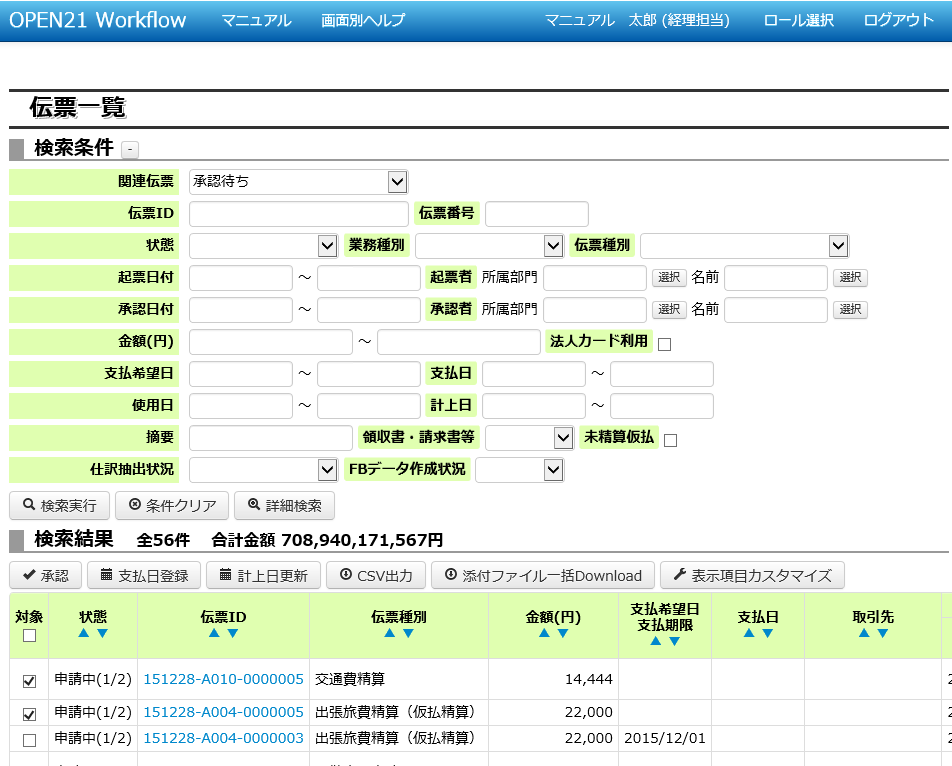 OPEN21 Workflow マニュアル 画面別ヘルプ マニュアル 太郎 (経理担当) ロール選択 ログアウト
伝票一覧
検索条件 -
関連伝票 承認待ち
伝票ID 伝票番号
状態 業務種別 伝票種別
起票日付 ～ 起票者 所属部門 選択 名前 選択
承認日付 ～ 承認者 所属部門 選択 名前 選択
金額(円) ～ 法人カード利用
支払希望日 ～ 支払日 ～
使用日 ～ 計上日 ～
摘要 領収書・請求書等 未精算仮払
仕訳抽出状況 FBデータ作成状況
検索実行 条件クリア 詳細検索
検索結果 全56件 合計金額 708,940,171,567円
承認 支払日登録 計上日更新 CSV出力 添付ファイル一括Download 表示項目カスタマイズ
対象 状態 伝票ID 伝票種別 金額(円) 支払希望日 支払日 取引先
支払期限
▲ ▼ ▲ ▼ ▲ ▼ ▲ ▼ ▲ ▼ ▲ ▼ ▲ ▼
申請中(1/2) 151228-A010-0000005 交通費精算 14,444
申請中(1/2) 151228-A004-0000005 出張旅費精算（仮払精算） 22,000
申請中(1/2) 151228-A004-0000003 出張旅費精算（仮払精算） 22,000 2015/12/01